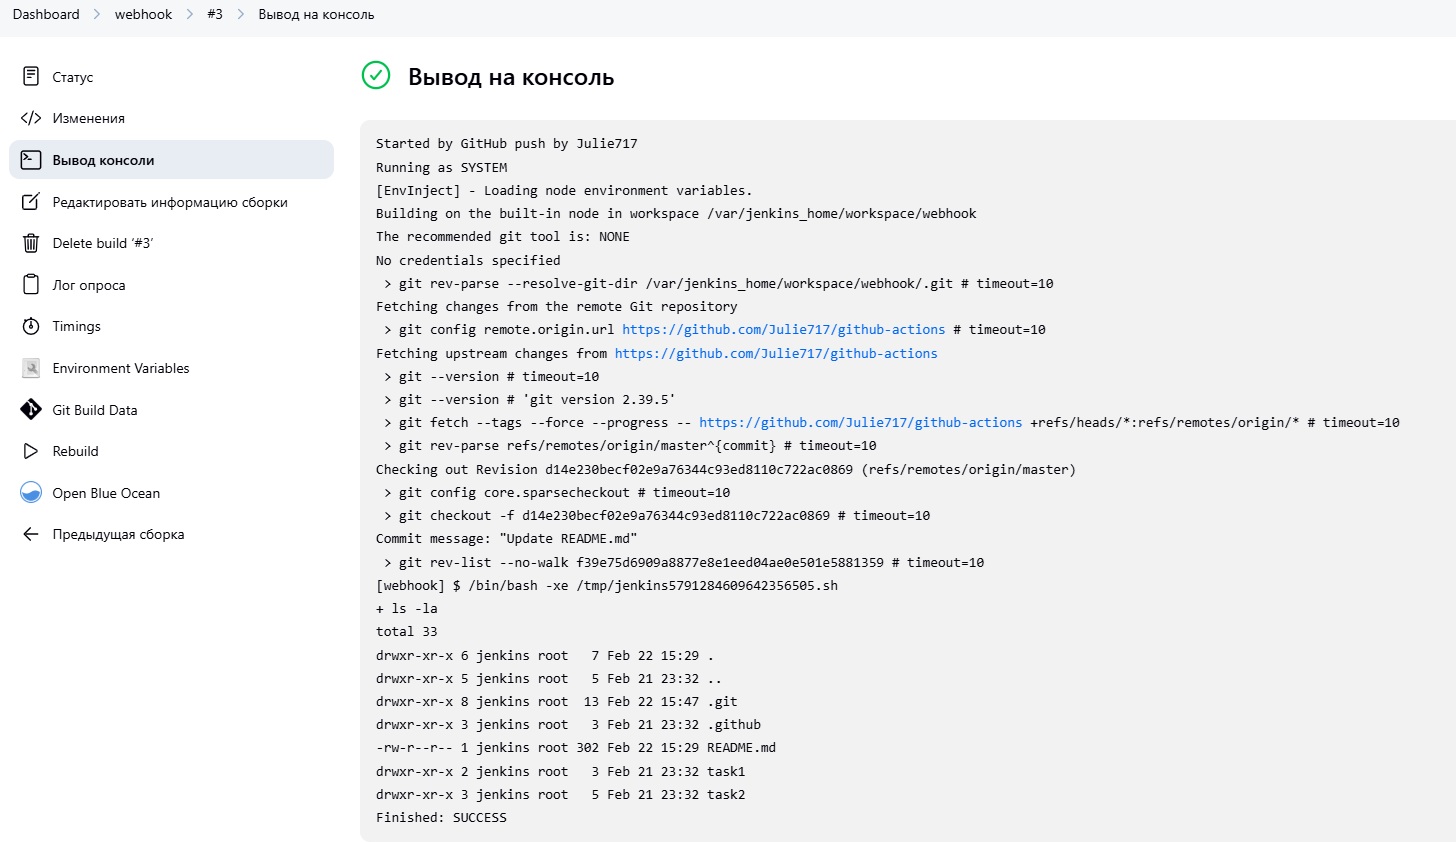 Dashboard > webhook > #3 > Вывод на консоль
Статус
Изменения
Вывод консоли
Редактировать информацию сборки
Delete build ‘#3’
Лог опроса
Timings
Environment Variables
Git Build Data
Rebuild
Open Blue Ocean
Предыдущая сборка
Вывод на консоль
Started by GitHub push by Julie717
Running as SYSTEM
[EnvInject] - Loading node environment variables.
Building on the built-in node in workspace /var/jenkins_home/workspace/webhook
The recommended git tool is: NONE
No credentials specified
 > git rev-parse --resolve-git-dir /var/jenkins_home/workspace/webhook/.git # timeout=10
Fetching changes from the remote Git repository
 > git config remote.origin.url https://github.com/Julie717/github-actions # timeout=10
Fetching upstream changes from https://github.com/Julie717/github-actions
 > git --version # timeout=10
 > git --version # 'git version 2.39.5'
 > git fetch --tags --force --progress -- https://github.com/Julie717/github-actions +refs/heads/*:refs/remotes/origin/* # timeout=10
 > git rev-parse refs/remotes/origin/master^{commit} # timeout=10
Checking out Revision d14e230becf02e9a76344c93ed8110c722ac0869 (refs/remotes/origin/master)
 > git config core.sparsecheckout # timeout=10
 > git checkout -f d14e230becf02e9a76344c93ed8110c722ac0869 # timeout=10
Commit message: "Update README.md"
 > git rev-list --no-walk f39e75d6909a8877e8e1eed04ae0e501e5881359 # timeout=10
[webhook] $ /bin/bash -xe /tmp/jenkins5791284609642356505.sh
+ ls -la
total 33
drwxr-xr-x 6 jenkins root   7 Feb 22 15:29 .
drwxr-xr-x 5 jenkins root   5 Feb 21 23:32 ..
drwxr-xr-x 8 jenkins root  13 Feb 22 15:47 .git
drwxr-xr-x 3 jenkins root   3 Feb 21 23:32 .github
-rw-r--r-- 1 jenkins root 302 Feb 22 15:29 README.md
drwxr-xr-x 2 jenkins root   3 Feb 21 23:32 task1
drwxr-xr-x 3 jenkins root   5 Feb 21 23:32 task2
Finished: SUCCESS